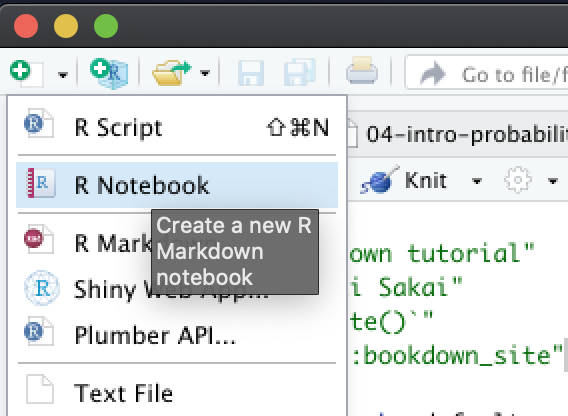 Go to file/f
R Script ⇧⌘N
04-intro-probabilit
R Notebook
Knit
Create a new R
Markdown
notebook
R Mark
own tutorial"
Shiny Web App...
i Sakai"
te()`"
Plumber API...
:bookdown_site"
Text File